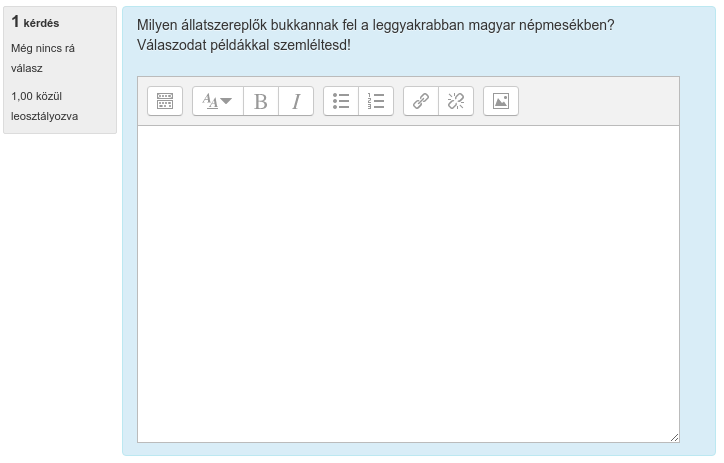 1 kérdés
Még nincs rá
válasz
1,00 közül
leosztályozva
Milyen állatszereplők bukkannak fel a leggyakrabban magyar népmesékben?
Válaszodat példákkal szemléltesd!